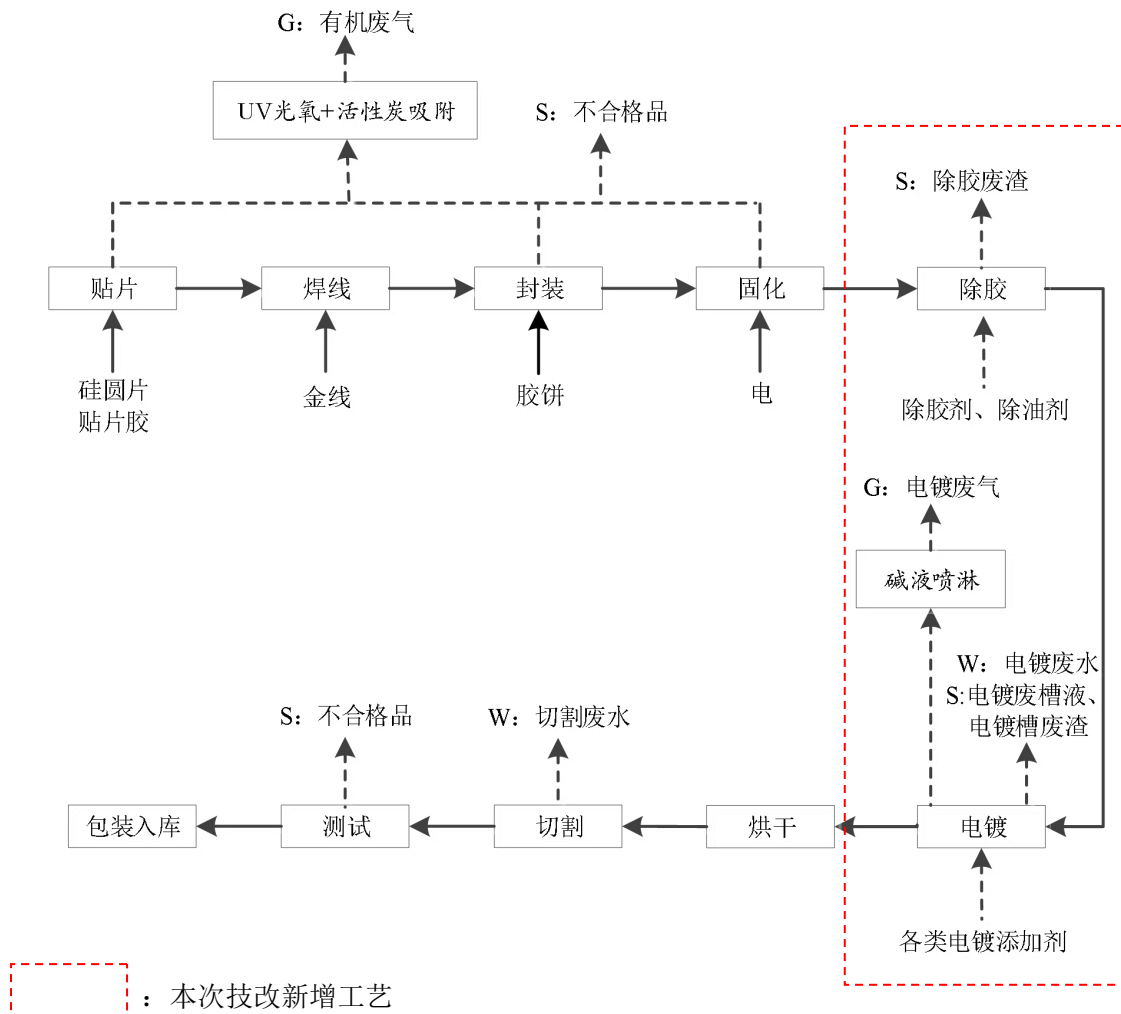 G：有机废气
UV光氧+活性炭吸附
S：不合格品
S：除胶废渣
贴片
焊线
封装
固化
除胶
硅圆片
贴片胶
金线
胶饼
电
除胶剂、除油剂
G：电镀废气
碱液喷淋
W：电镀废水
S:电镀废槽液、
电镀槽废渣
S：不合格品
W：切割废水
包装入库
测试
切割
烘干
电镀
各类电镀添加剂
：本次技改新增工艺